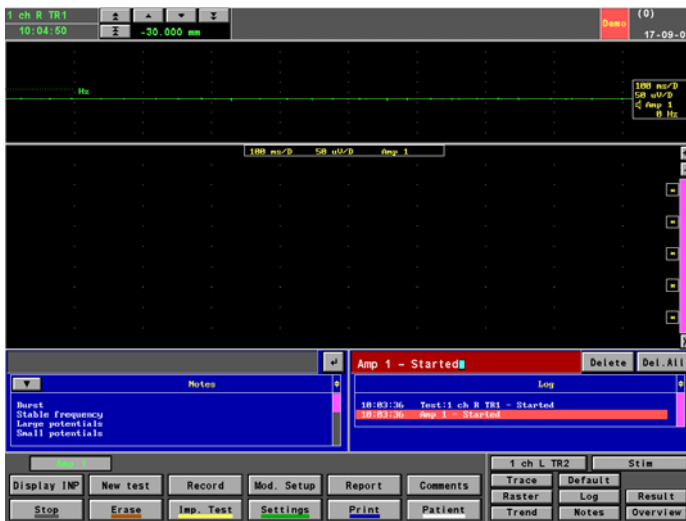 1 ch R TR1
10:04:50
-30.000 mm
Demo
(0)
17-09-0
Hz
100 ms/D
50 uV/D
Amp 1
0 Hz
100 ms/D 50 uV/D Amp 1
Amp 1 - Started
Delete Del.All
Notes
Burst
Stable frequency
Large potentials
Small potentials
Log
10:03:36 Test:1 ch R TR1 - Started
10:03:36 Amp 1 - Started
Amp 1
1 ch L TR2 Stim
Display INP New test Record Mod. Setup Report Comments
Trace Default
Raster Log Result
Stop Erase Imp. Test Settings Print Patient
Trend Notes Overview